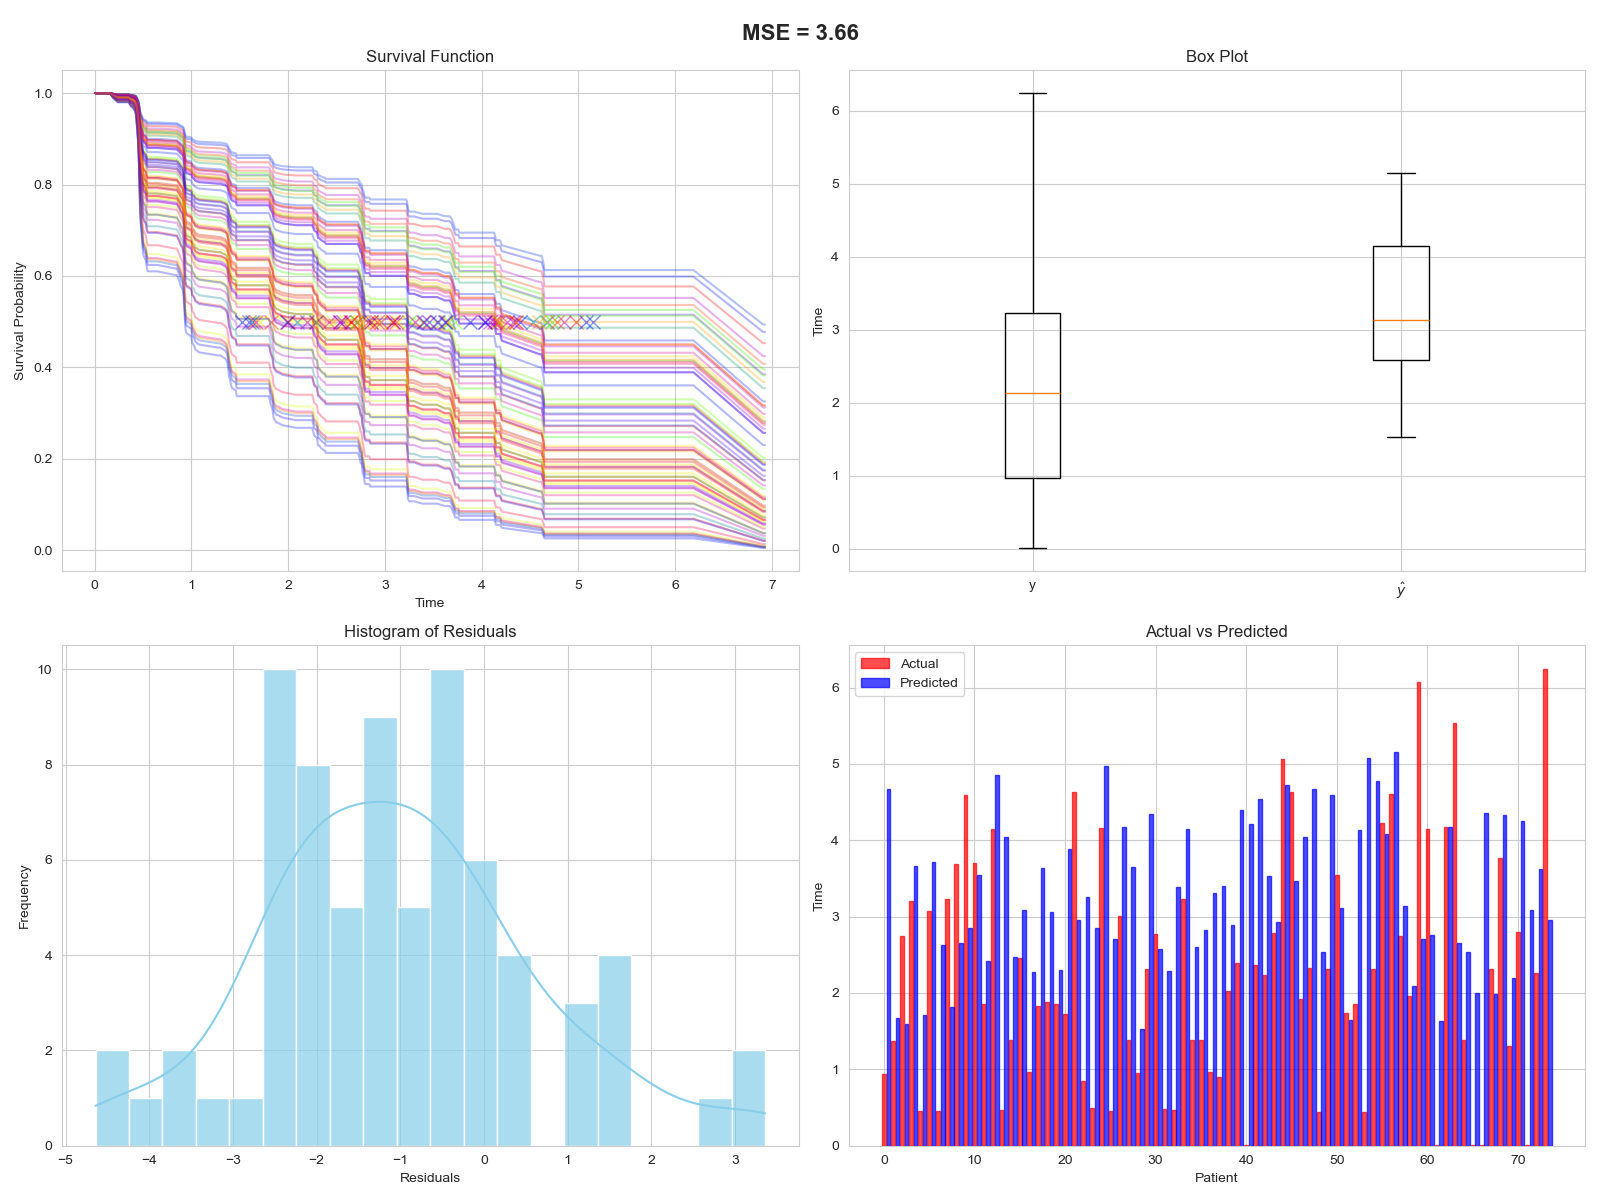 MSE = 3.66
Survival Function
Survival Probability
1.0
0.8
0.6
0.4
0.2
0.0
0 1 2 3 4 5 6 7
Time
Box Plot
Time
6
5
4
3
2
1
0
y ŷ
Histogram of Residuals
Frequency
10
8
6
4
2
0
−5 −4 −3 −2 −1 0 1 2 3
Residuals
Actual vs Predicted
Actual
Predicted
Time
6
5
4
3
2
1
0
0 10 20 30 40 50 60 70
Patient